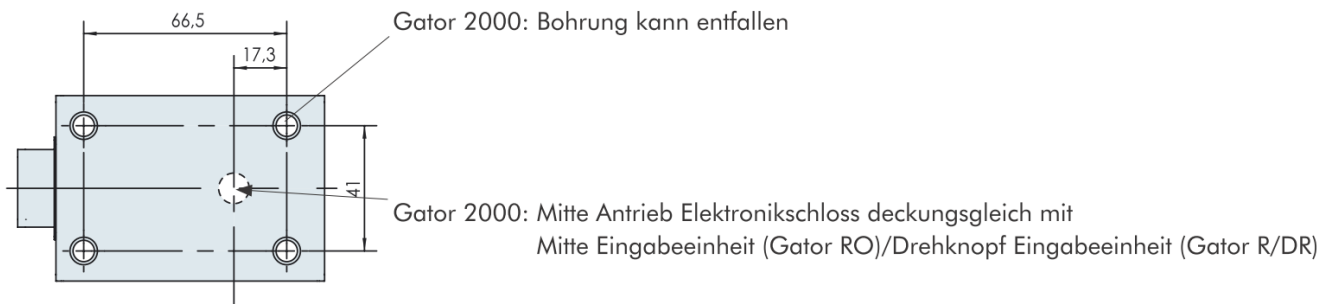 66,5
Gator 2000: Bohrung kann entfallen
17,3
41
Gator 2000: Mitte Antrieb Elektronikschloss deckungsgleich mit
Mitte Eingabeeinheit (Gator RO)/Drehknopf Eingabeeinheit (Gator R/DR)